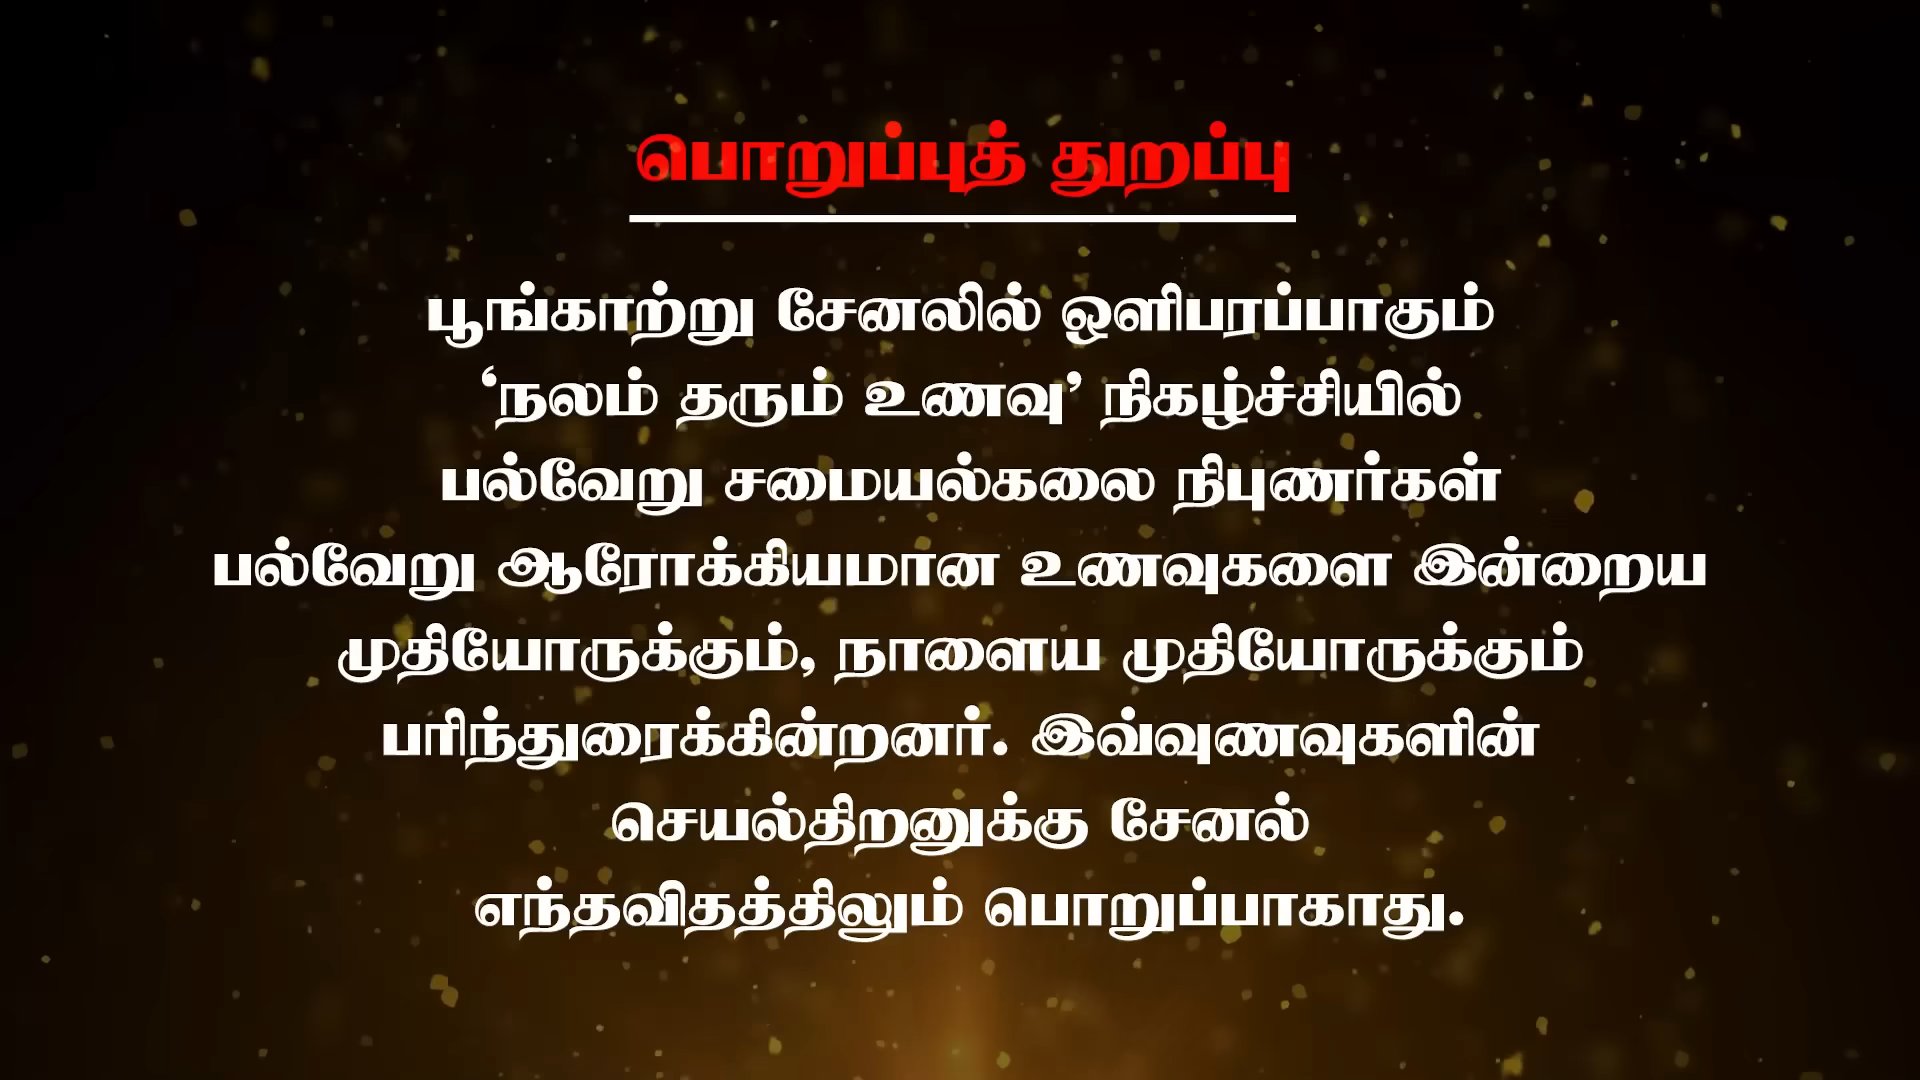 பொறுப்புத் துறப்பு
பூங்காற்று சேனலில் ஒளிபரப்பாகும்
‘நலம் தரும் உணவு’ நிகழ்ச்சியில்
பல்வேறு சமையல்கலை நிபுணர்கள்
பல்வேறு ஆரோக்கியமான உணவுகளை இன்றைய
முதியோருக்கும், நாளைய முதியோருக்கும்
பரிந்துரைக்கின்றனர். இவ்வுணவுகளின்
செயல்திறனுக்கு சேனல்
எந்தவிதத்திலும் பொறுப்பாகாது.